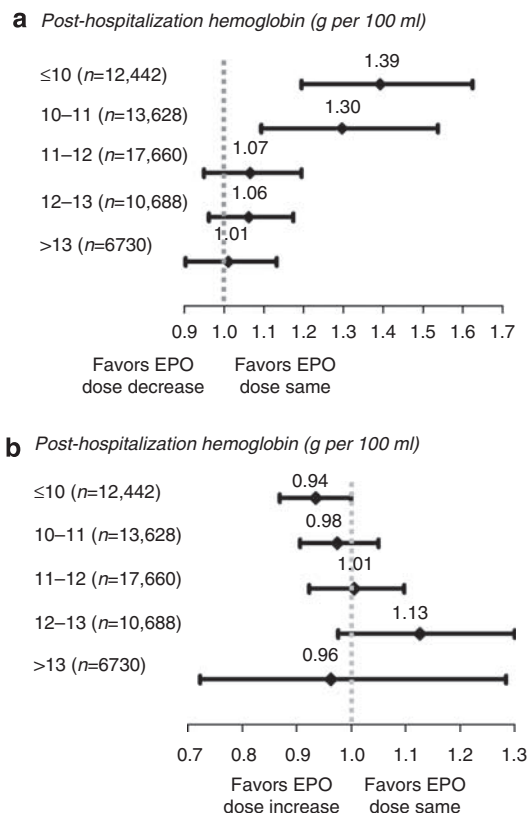 a Post-hospitalization hemoglobin (g per 100 ml)
≤10 (n=12,442)
1.39
10–11 (n=13,628)
1.30
11–12 (n=17,660)
1.07
12–13 (n=10,688)
1.06
>13 (n=6730)
1.01
0.9 1.0 1.1 1.2 1.3 1.4 1.5 1.6 1.7
Favors EPO dose decrease
Favors EPO dose same
b Post-hospitalization hemoglobin (g per 100 ml)
≤10 (n=12,442)
0.94
10–11 (n=13,628)
0.98
11–12 (n=17,660)
1.01
12–13 (n=10,688)
1.13
>13 (n=6730)
0.96
0.7 0.8 0.9 1.0 1.1 1.2 1.3
Favors EPO dose increase
Favors EPO dose same